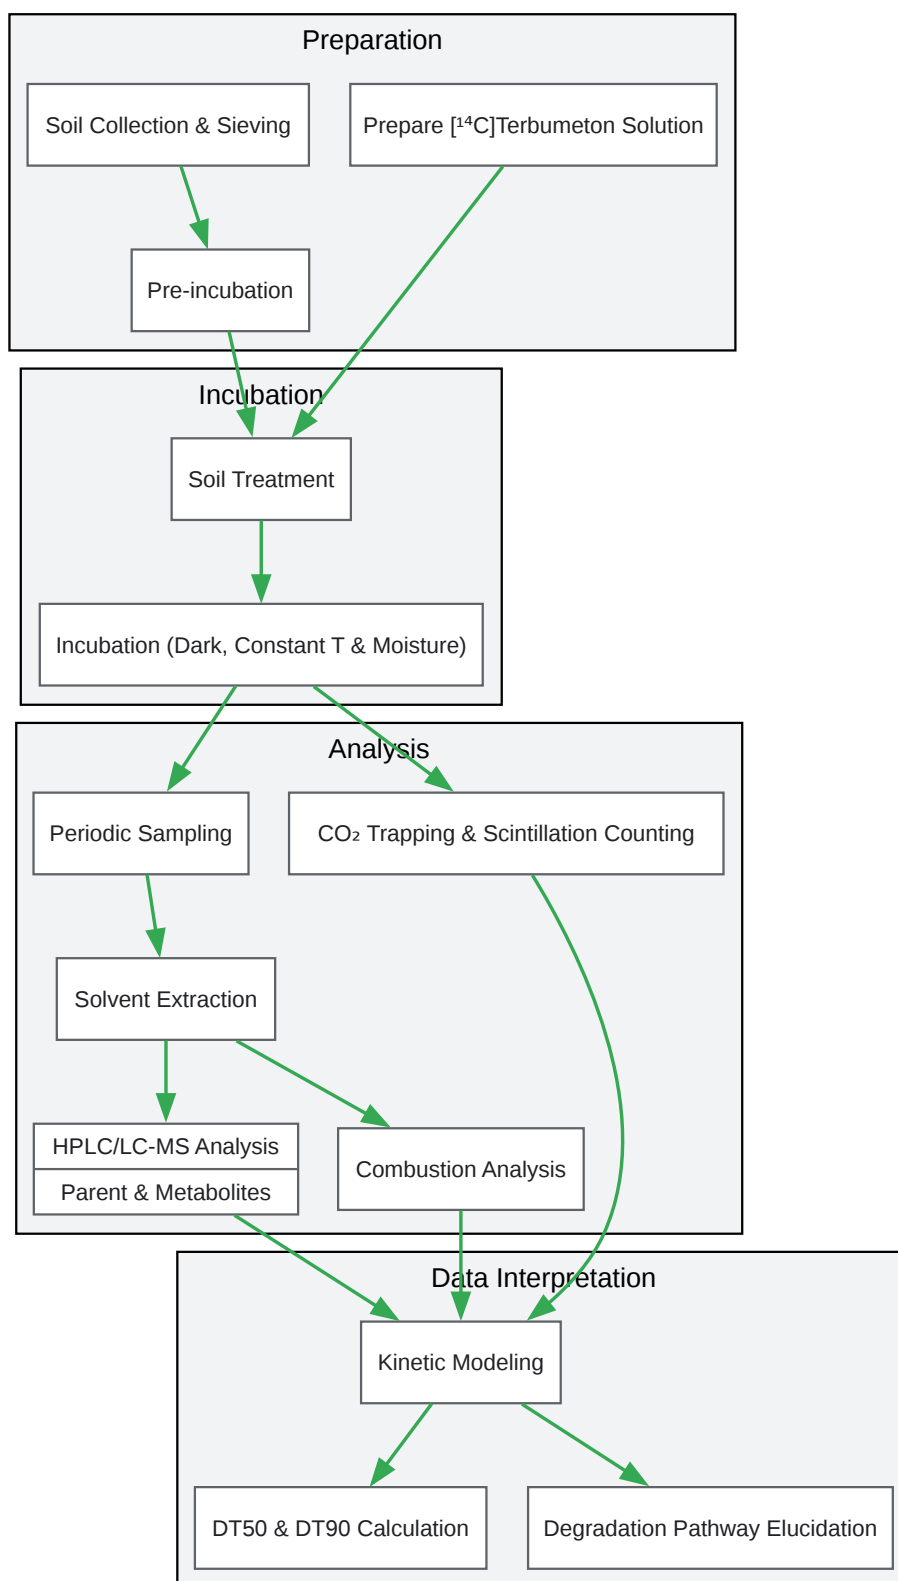 Preparation
Soil Collection & Sieving
Prepare [¹⁴C]Terbumeton Solution
Pre-incubation
Incubation
Soil Treatment
Incubation (Dark, Constant T & Moisture)
Analysis
Periodic Sampling
CO₂ Trapping & Scintillation Counting
Solvent Extraction
HPLC/LC-MS Analysis
Parent & Metabolites
Combustion Analysis
Data Interpretation
Kinetic Modeling
DT50 & DT90 Calculation
Degradation Pathway Elucidation